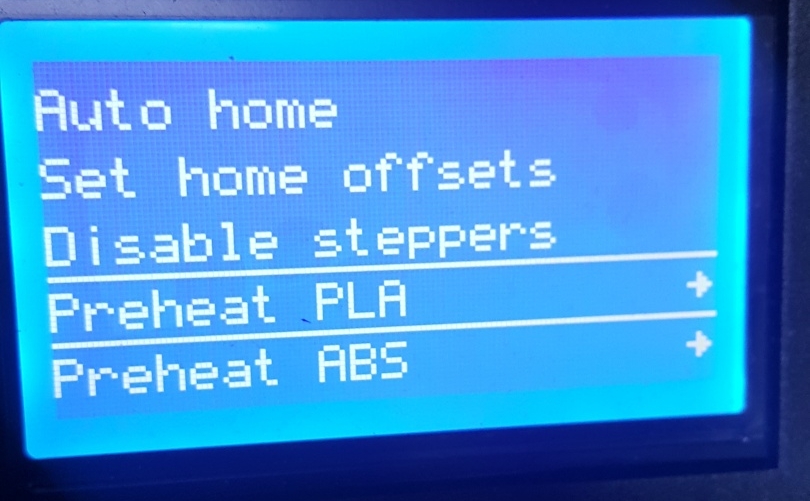 Auto home
Set home offsets
Disable steppers
Preheat PLA →
Preheat ABS →